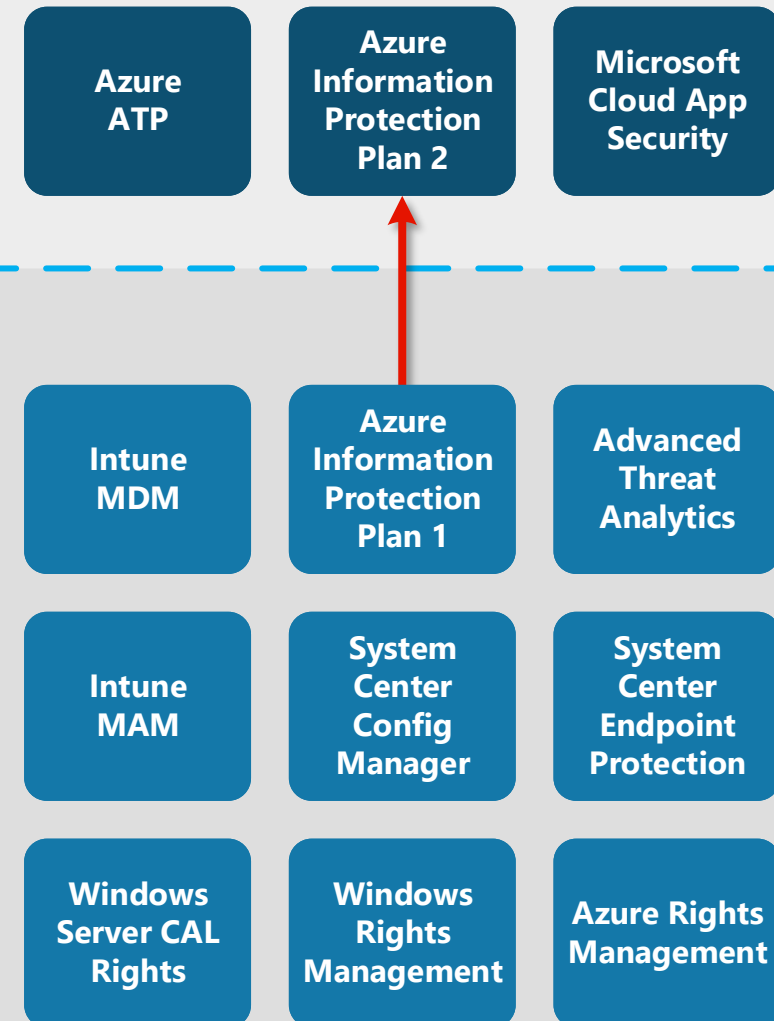 Azure
ATP
Azure
Information
Protection
Plan 2
Microsoft
Cloud App
Security
Intune
MDM
Azure
Information
Protection
Plan 1
Advanced
Threat
Analytics
Intune
MAM
System
Center
Config
Manager
System
Center
Endpoint
Protection
Windows
Server CAL
Rights
Windows
Rights
Management
Azure Rights
Management